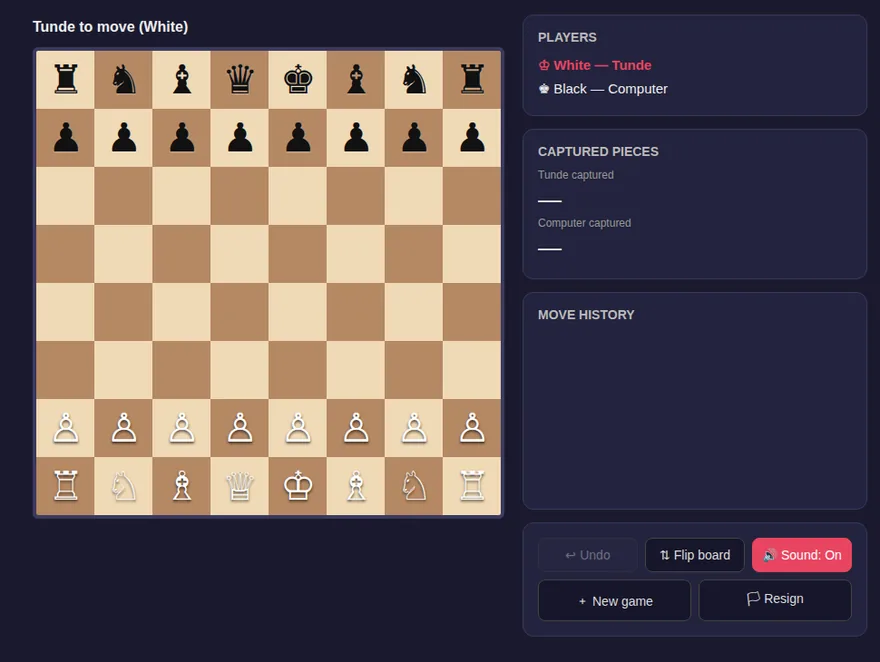 Tunde to move (White)
PLAYERS
♔ White — Tunde
♚ Black — Computer
CAPTURED PIECES
Tunde captured
—
Computer captured
—
MOVE HISTORY
↩ Undo
⇅ Flip board
🔊 Sound: On
+ New game
🏳 Resign